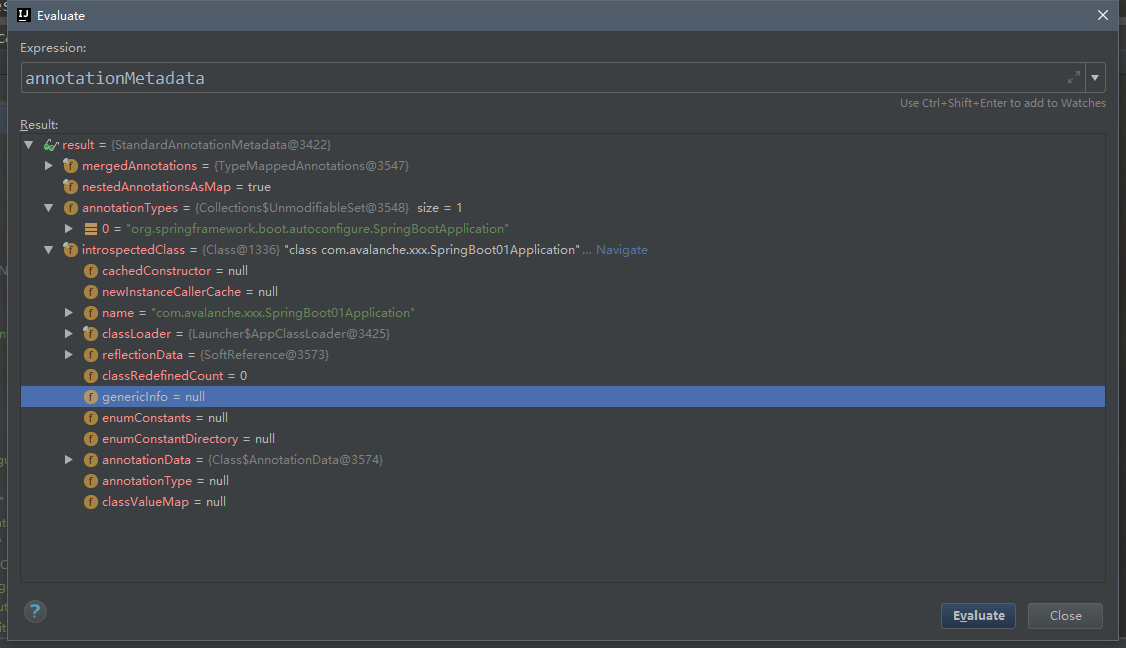 Evaluate
Expression:
annotationMetadata
Use Ctrl+Shift+Enter to add to Watches
Result:
result = {StandardAnnotationMetadata@3422}
mergedAnnotations = {TypeMappedAnnotations@3547}
nestedAnnotationsAsMap = true
annotationTypes = {Collections$UnmodifiableSet@3548} size = 1
0 = "org.springframework.boot.autoconfigure.SpringBootApplication"
introspectedClass = {Class@1336} "class com.avalanche.xxx.SpringBoot01Application"... Navigate
cachedConstructor = null
newInstanceCallerCache = null
name = "com.avalanche.xxx.SpringBoot01Application"
classLoader = {Launcher$AppClassLoader@3425}
reflectionData = {SoftReference@3573}
classRedefinedCount = 0
genericInfo = null
enumConstants = null
enumConstantDirectory = null
annotationData = {Class$AnnotationData@3574}
annotationType = null
classValueMap = null
?
Evaluate
Close